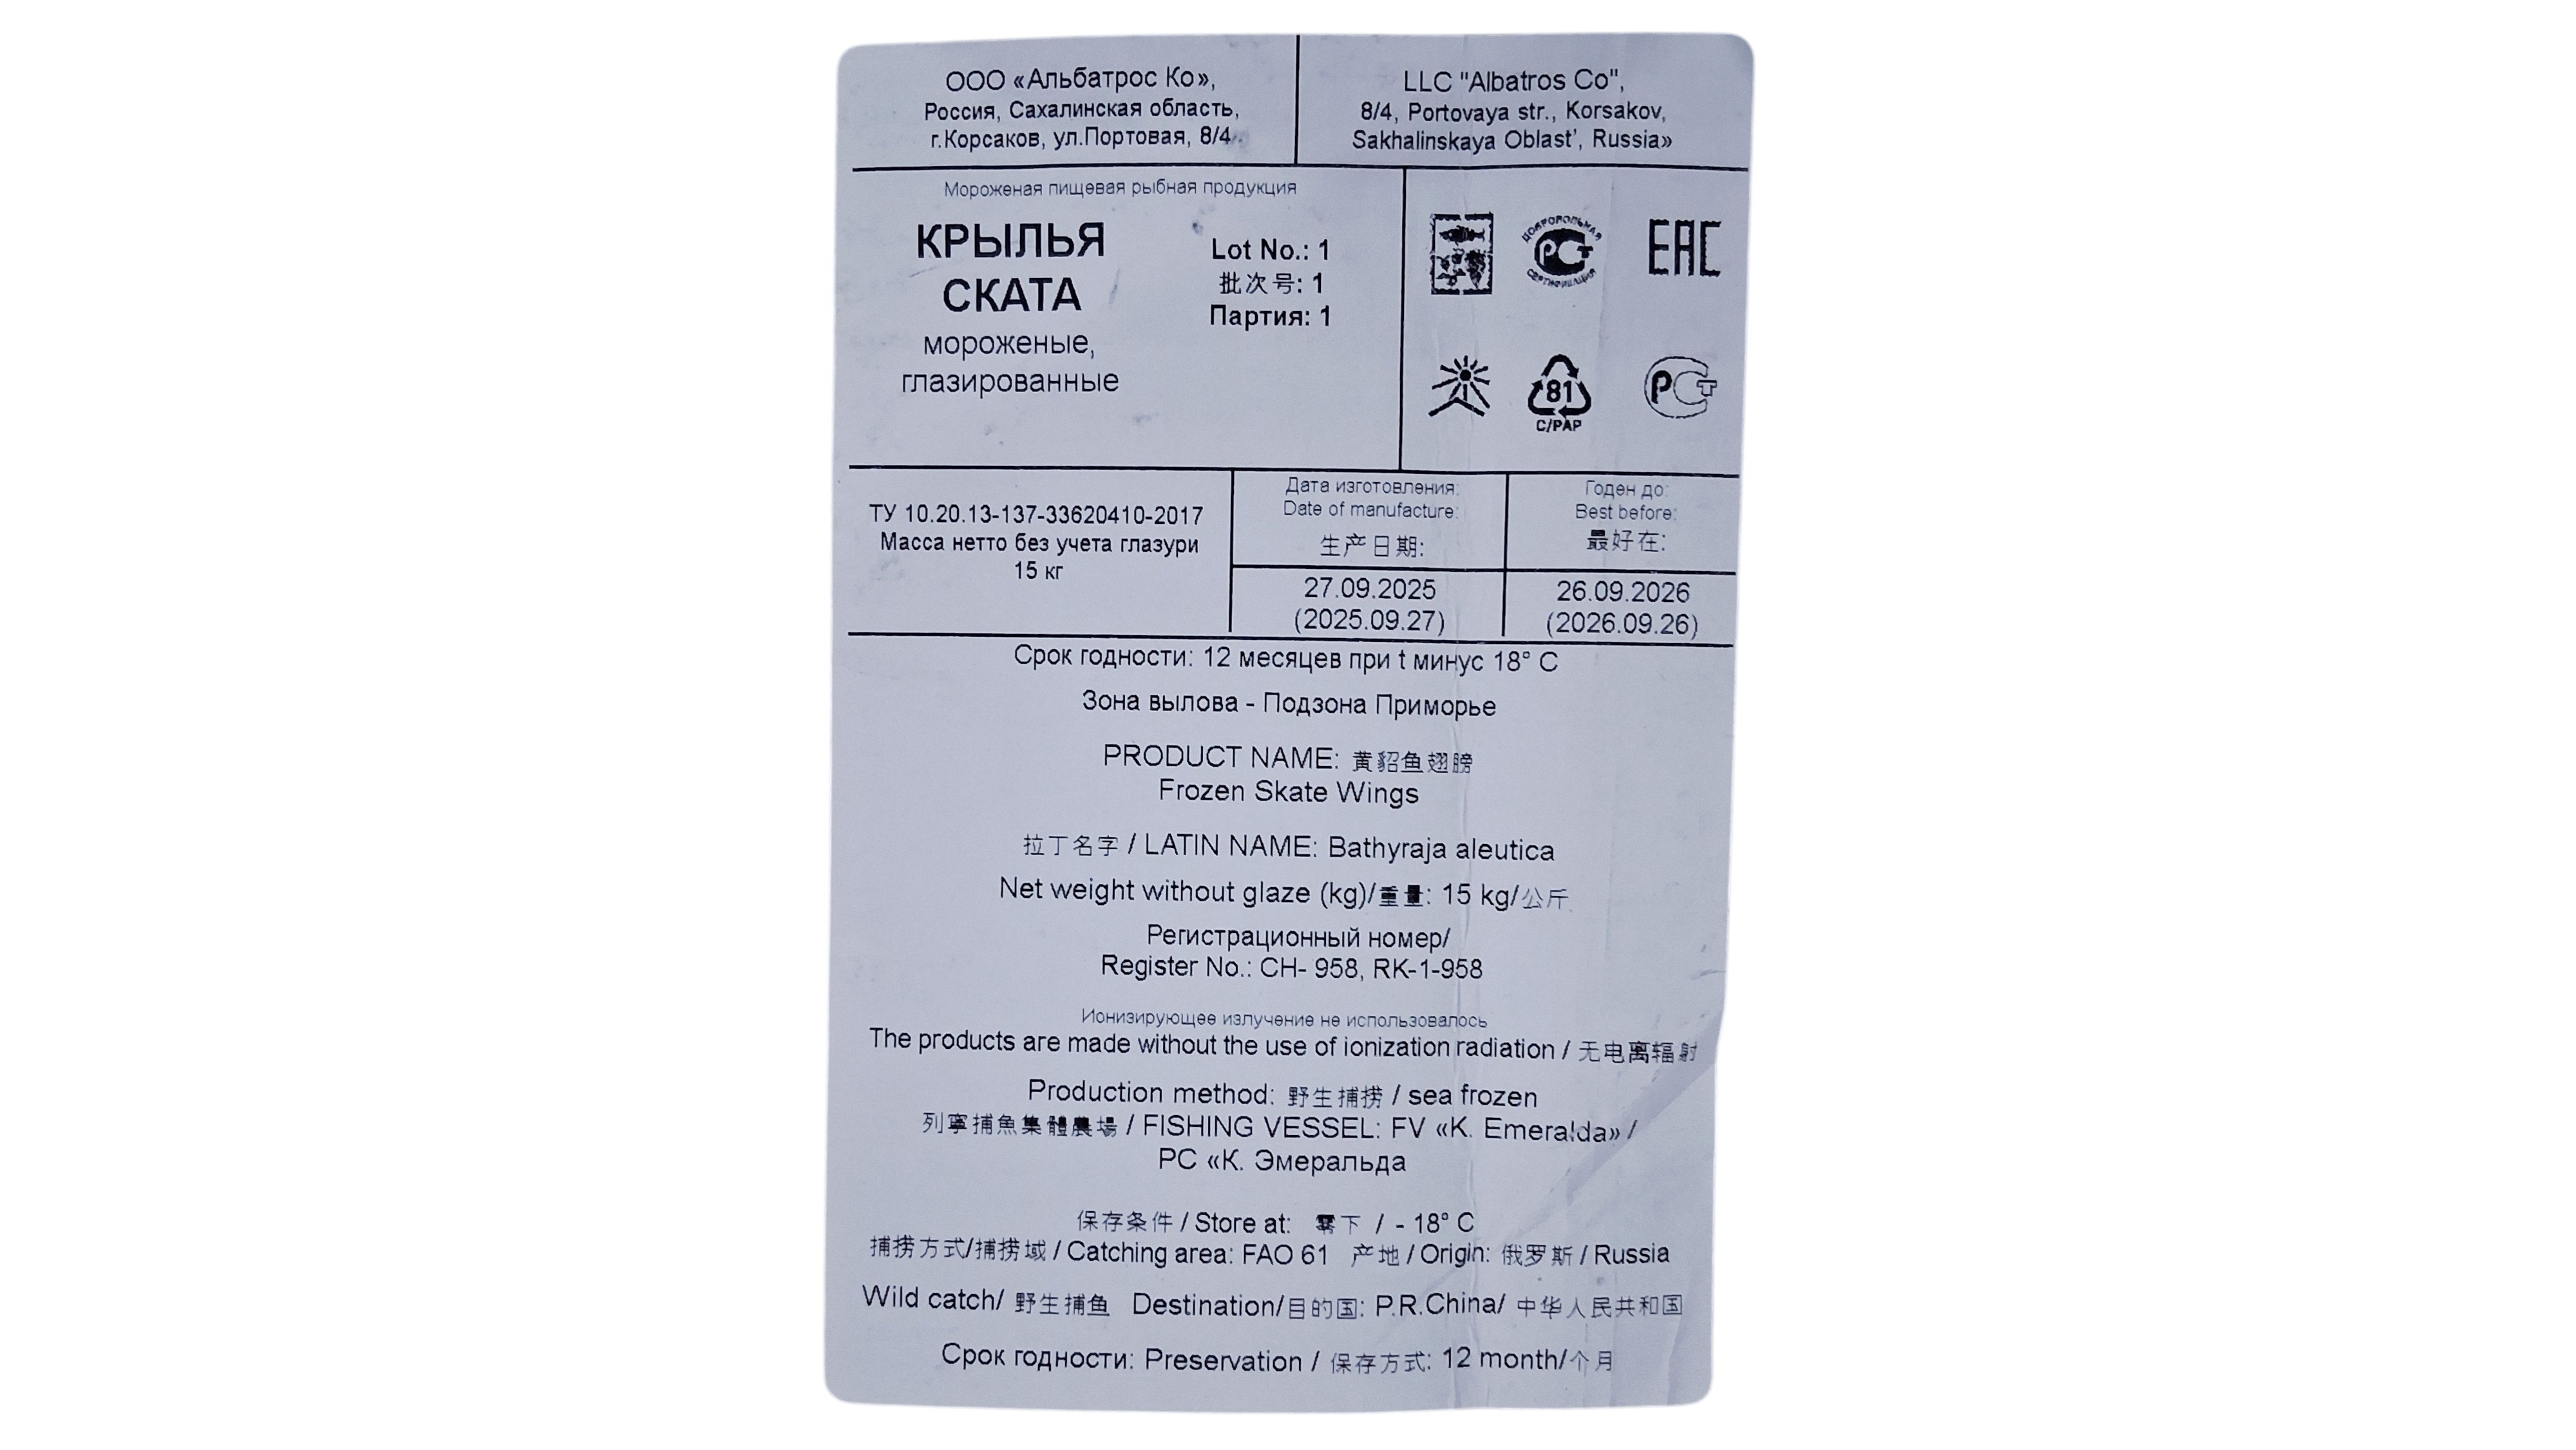 ООО «Альбатрос Ко»,
Россия, Сахалинская область,
г.Корсаков, ул.Портовая, 8/4
LLC "Albatros Co",
8/4, Portovaya str., Korsakov,
Sakhalinskaya Oblast', Russia»
Мороженая пищевая рыбная продукция
КРЫЛЬЯ
СКАТА
мороженые,
глазированные
Lot No.: 1
批次号: 1
Партия: 1
ДОБРОВОЛЬНАЯ
РСТ
СЕРТИФИКАЦИЯ
EAC
81
C/PAP
РСТ
ТУ 10.20.13-137-33620410-2017
Масса нетто без учета глазури
15 кг
Дата изготовления:
Date of manufacture:
生产日期:
27.09.2025
(2025.09.27)
Годен до:
Best before:
最好在:
26.09.2026
(2026.09.26)
Срок годности: 12 месяцев при t минус 18° C
Зона вылова - Подзона Приморье
PRODUCT NAME: 黄貂鱼翅膀
Frozen Skate Wings
拉丁名字 / LATIN NAME: Bathyraja aleutica
Net weight without glaze (kg)/重量: 15 kg/公斤
Регистрационный номер/
Register No.: CH- 958, RK-1-958
Ионизирующее излучение не использовалось
The products are made without the use of ionization radiation / 无电离辐射
Production method: 野生捕捞 / sea frozen
列寧捕魚集體農場 / FISHING VESSEL: FV «K. Emeralda» /
РС «К. Эмеральда
保存条件 / Store at: 零下 / - 18° C
捕捞方式/捕捞域 / Catching area: FAO 61 产地 / Origin: 俄罗斯 / Russia
Wild catch/ 野生捕鱼 Destination/目的国: P.R.China/ 中华人民共和国
Срок годности: Preservation / 保存方式: 12 month/个月